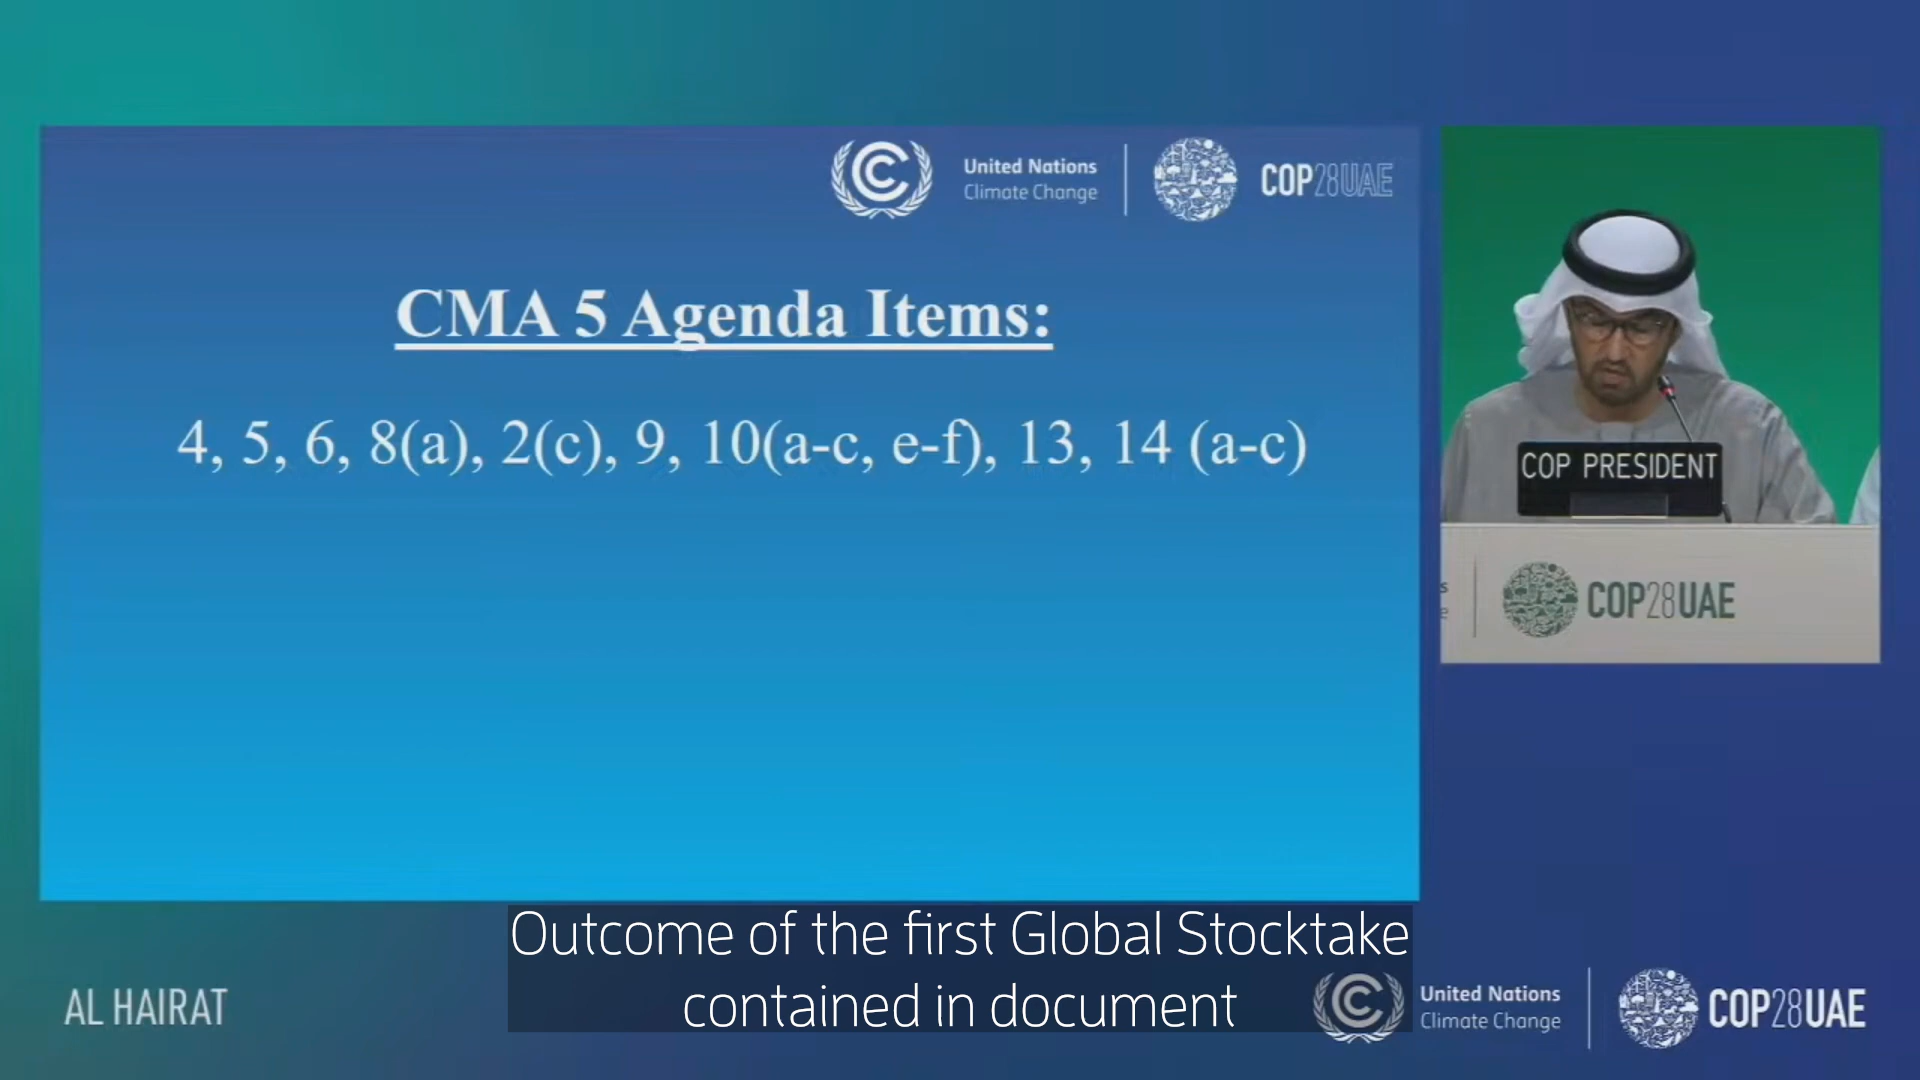 United Nations
Climate Change
COP28UAE
CMA 5 Agenda Items:
4, 5, 6, 8(a), 2(c), 9, 10(a-c, e-f), 13, 14 (a-c)
COP PRESIDENT
s
e
COP28UAE
Outcome of the first Global Stocktake
contained in document
AL HAIRAT
United Nations
Climate Change
COP28UAE